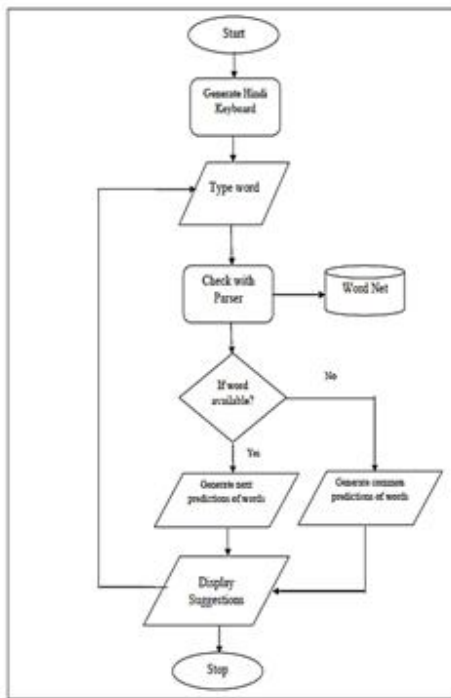 Start
Generate Hindi
Keyboard
Type word
Check with
Parser
Word Net
If word
available?
No
Yes
Generate next
predictions of words
Generate common
predictions of words
Display
Suggestions
Stop